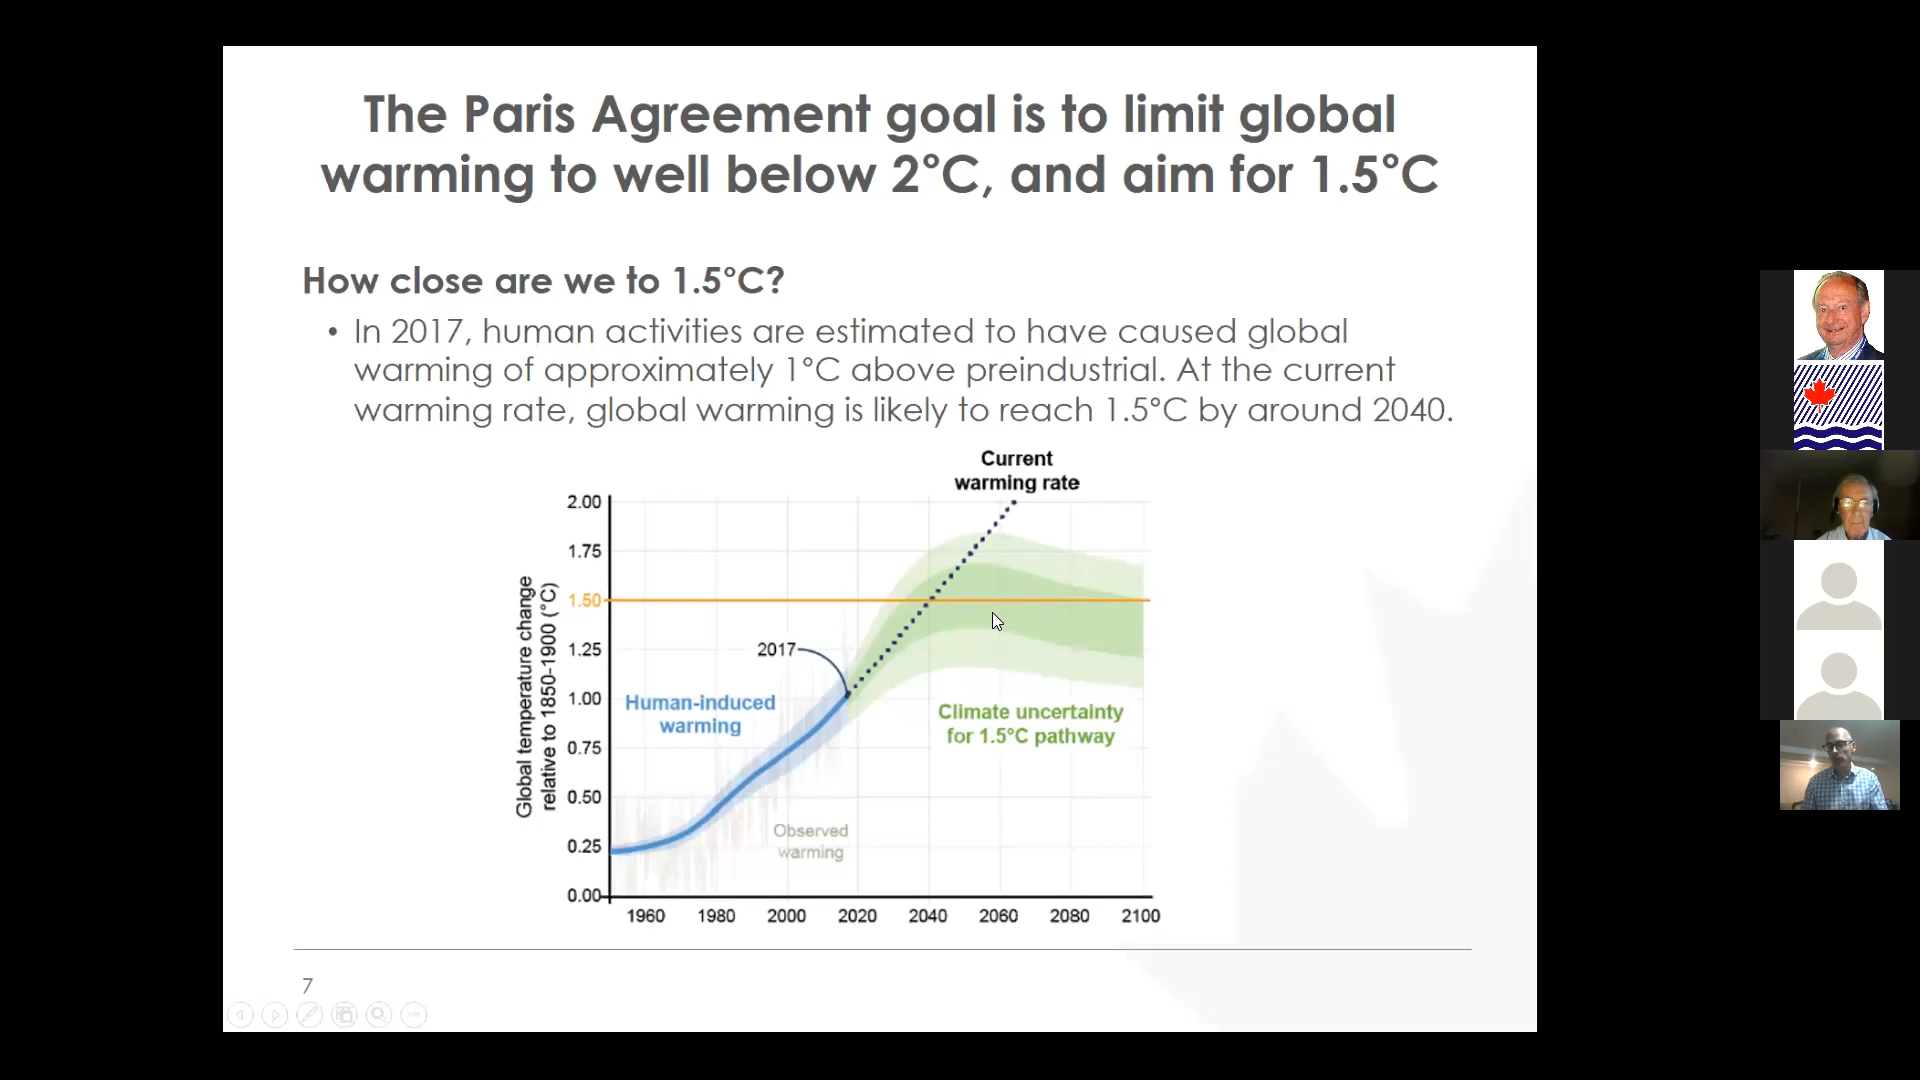 The Paris Agreement goal is to limit global
warming to well below 2°C, and aim for 1.5°C
How close are we to 1.5°C?
• In 2017, human activities are estimated to have caused global
warming of approximately 1°C above preindustrial. At the current
warming rate, global warming is likely to reach 1.5°C by around 2040.
Current
warming rate
2.00
1.75
1.50
1.25
1.00
0.75
0.50
0.25
0.00
Global temperature change
relative to 1850-1900 (°C)
2017
Human-induced
warming
Climate uncertainty
for 1.5°C pathway
Observed
warming
1960 1980 2000 2020 2040 2060 2080 2100
7